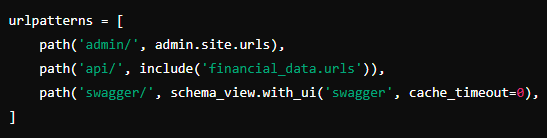 urlpatterns = [
    path('admin/', admin.site.urls),
    path('api/', include('financial_data.urls')),
    path('swagger/', schema_view.with_ui('swagger', cache_timeout=0),
]